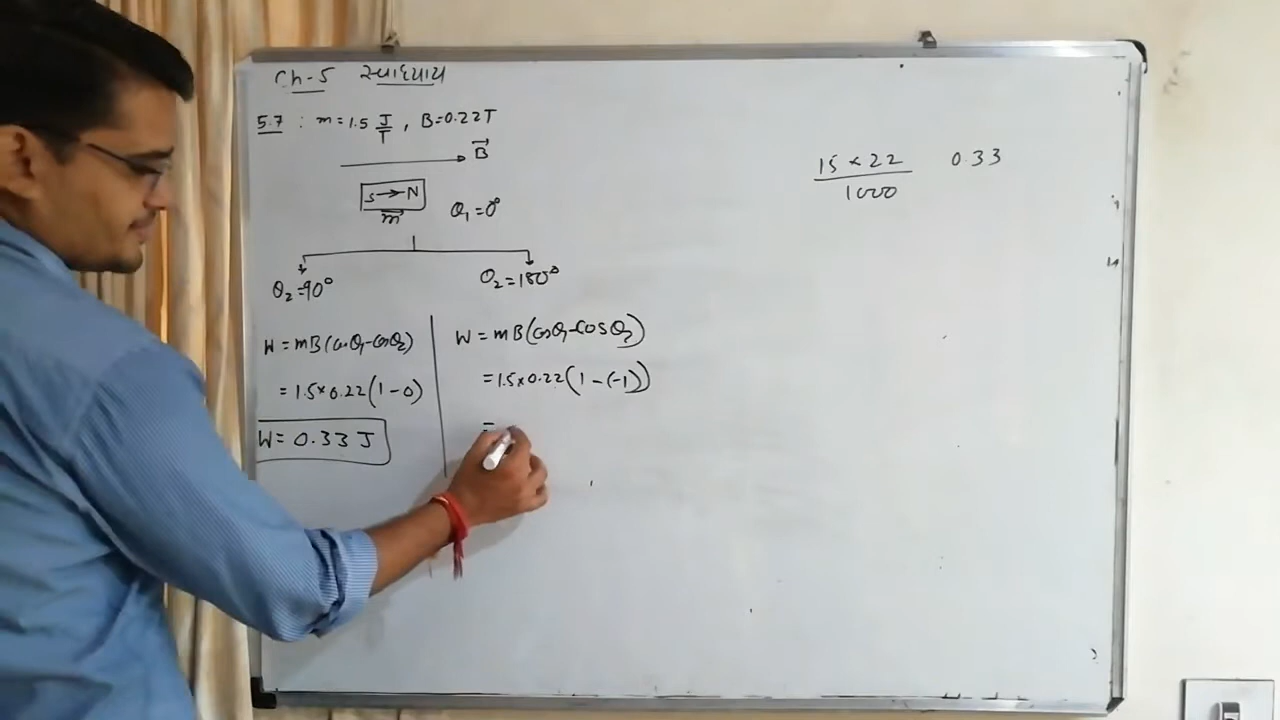 Ch-5 સ્વાધ્યાય
5.7 : m = 1.5 J/T , B = 0.22T
B⃗
S → N
m⃗
θ₁ = 0°
θ₂ = 90°
θ₂ = 180°
W = mB(cosθ₁ - cosθ₂)
= 1.5 × 0.22 (1 - 0)
W = 0.33 J
W = mB(cosθ₁ - cosθ₂)
= 1.5 × 0.22 (1 - (-1))
=
15 × 22
1000
0.33